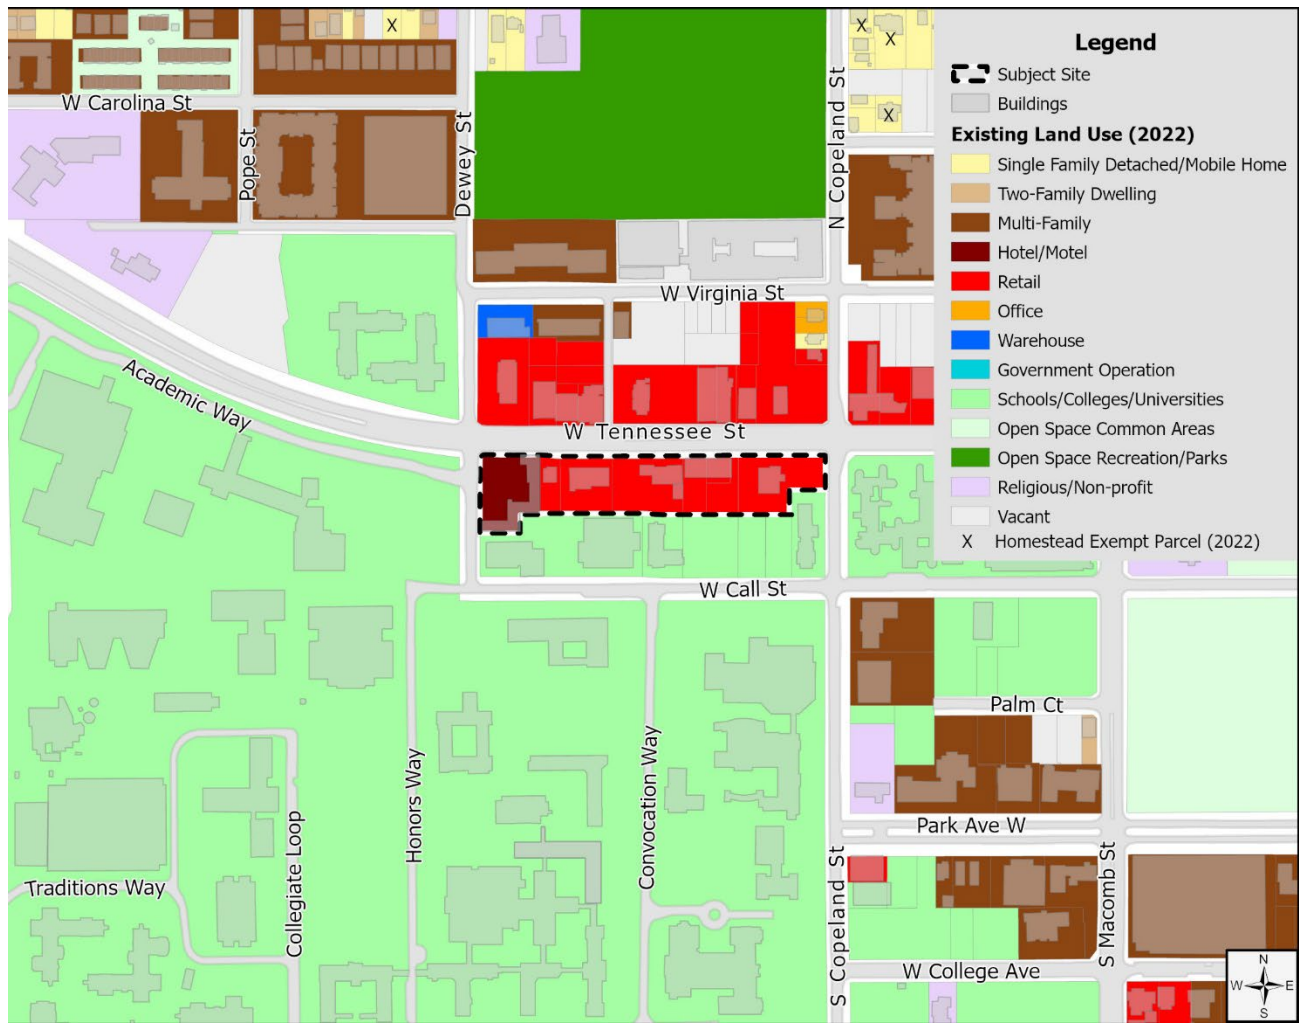 Legend
Subject Site
Buildings
Existing Land Use (2022)
Single Family Detached/Mobile Home
Two-Family Dwelling
Multi-Family
Hotel/Motel
Retail
Office
Warehouse
Government Operation
Schools/Colleges/Universities
Open Space Common Areas
Open Space Recreation/Parks
Religious/Non-profit
Vacant
X Homestead Exempt Parcel (2022)
X
X
X
X
W Carolina St
Pope St
Dewey St
N Copeland St
W Virginia St
Academic Way
W Tennessee St
W Call St
Palm Ct
Honors Way
Convocation Way
Park Ave W
Collegiate Loop
Traditions Way
S Copeland St
S Macomb St
W College Ave
N
W E
S